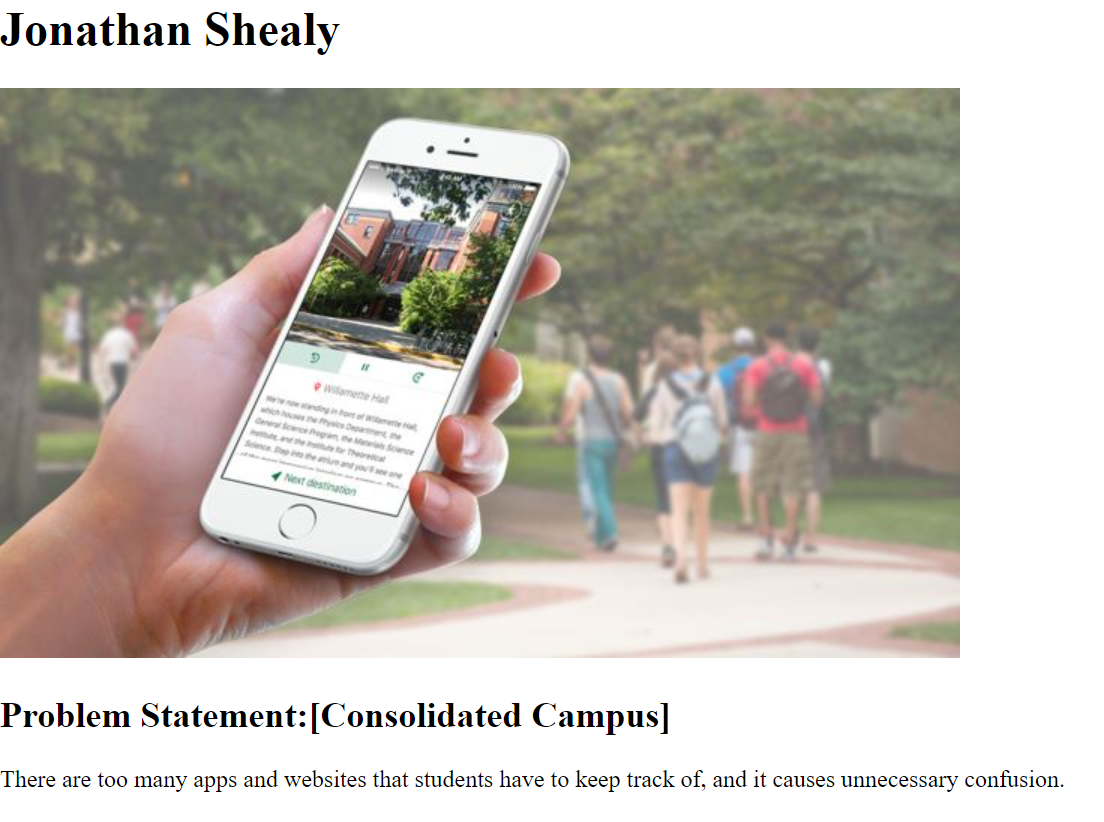 Jonathan Shealy
Willamette Hall
We're now standing in front of Willamette Hall,
which houses the Physics Department, the
General Science Program, the Materials Science
Institute, and the Institute for Theoretical
Science. Step into the atrium and you'll see one
Next destination
Problem Statement:[Consolidated Campus]
There are too many apps and websites that students have to keep track of, and it causes unnecessary confusion.